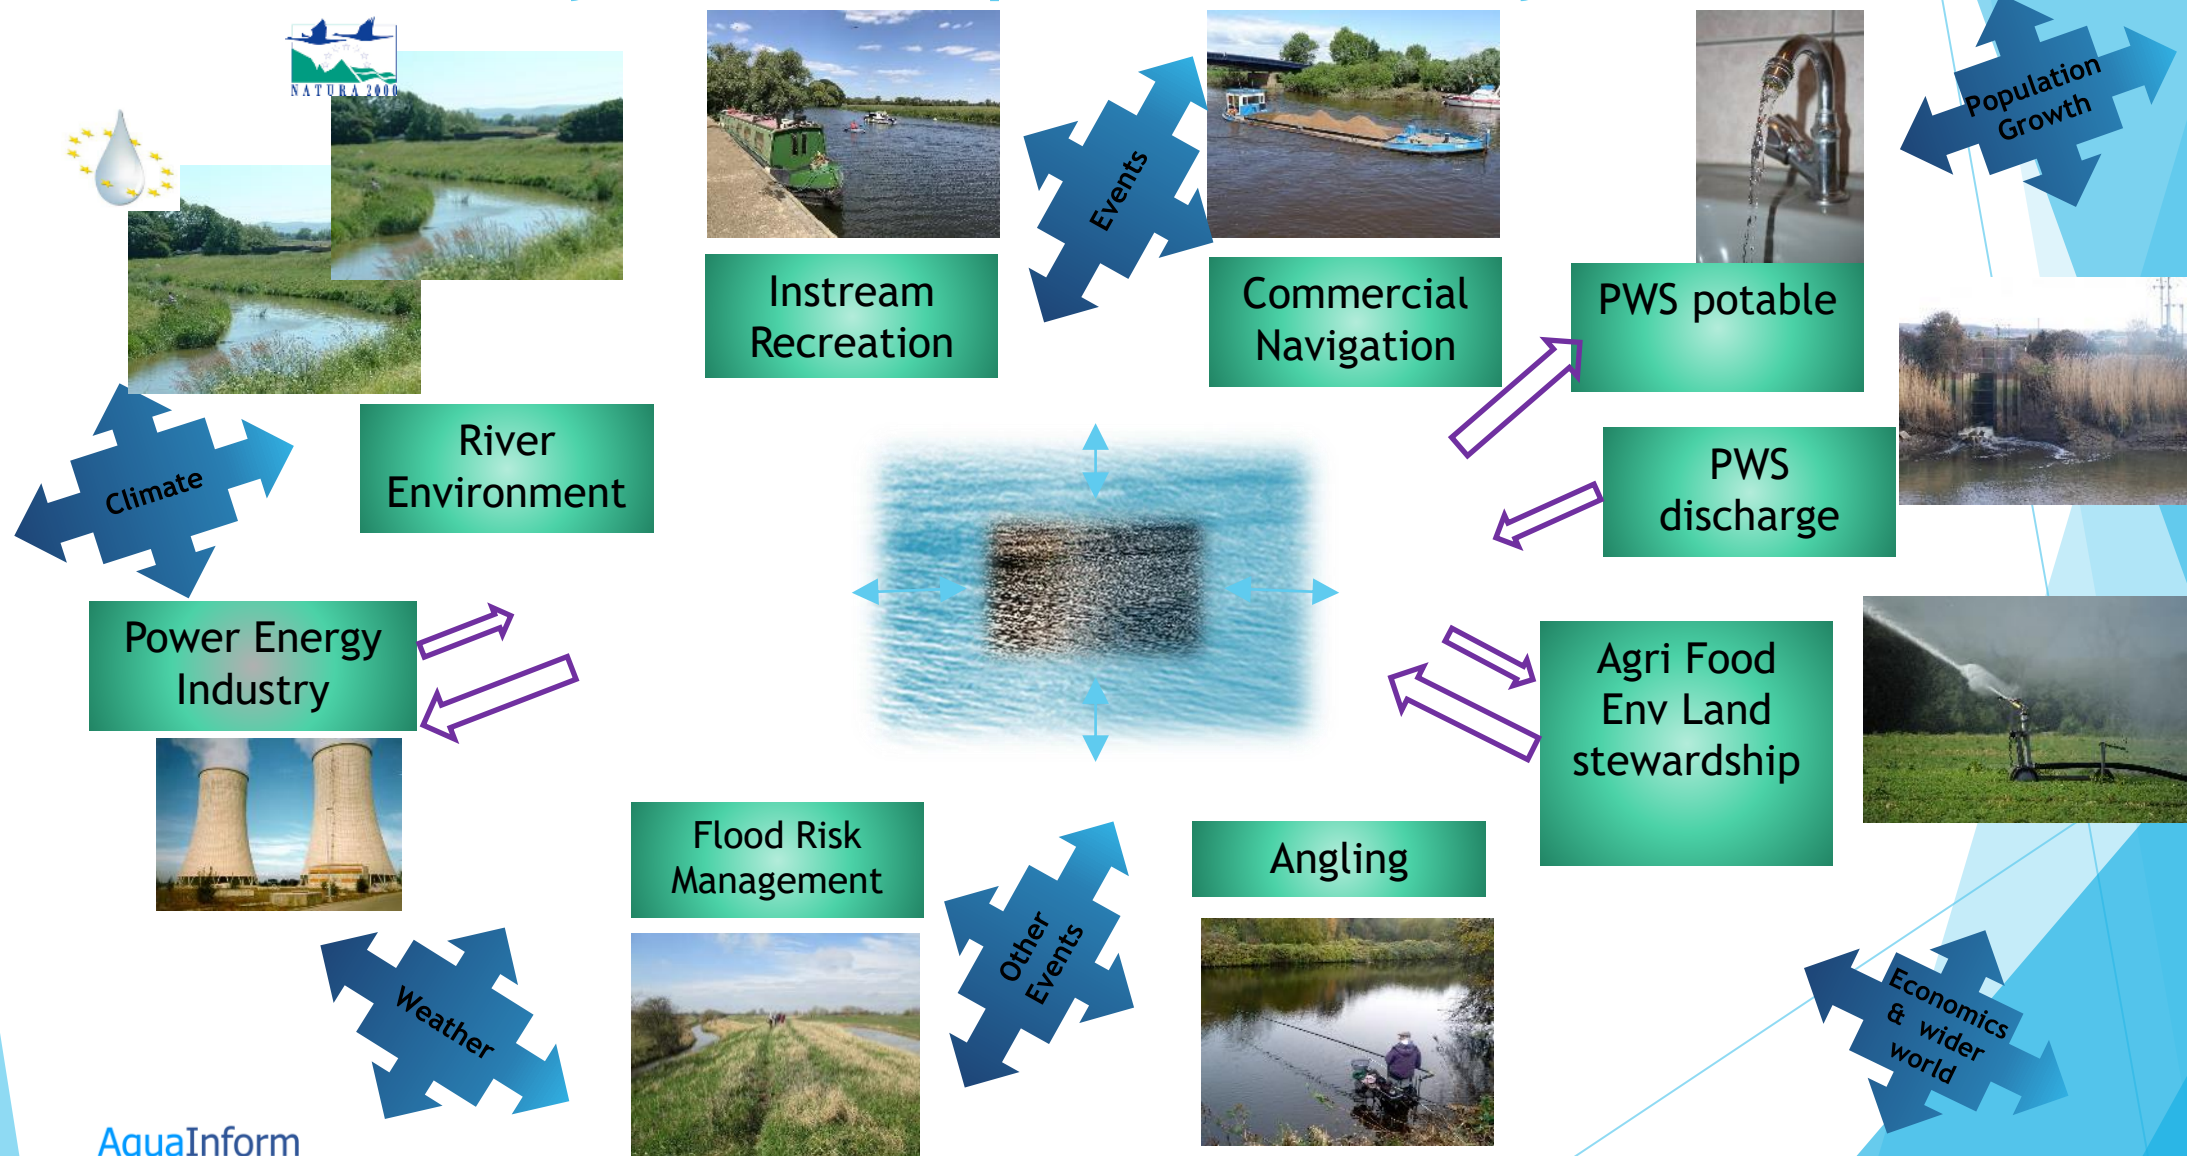 NATURA 2000
Events
Population
Growth
Instream
Recreation
Commercial
Navigation
PWS potable
River
Environment
Climate
PWS
discharge
Power Energy
Industry
Agri Food
Env Land
stewardship
Flood Risk
Management
Angling
Other
Events
Weather
Economics
& wider
world
AquaInform